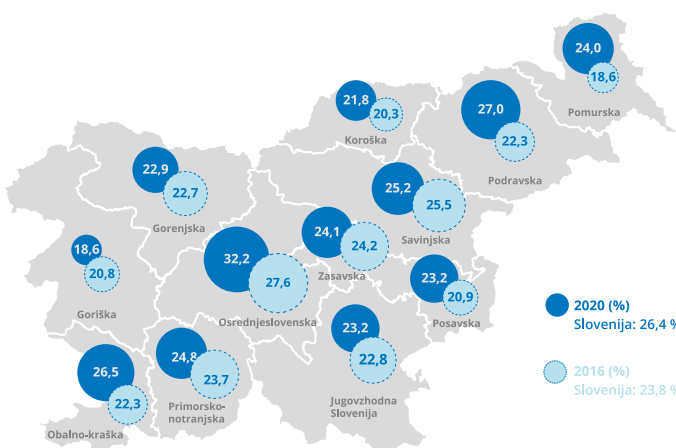 24,0
18,6
Pomurska
21,8
20,3
Koroška
27,0
22,3
Podravska
22,9
22,7
Gorenjska
25,2
25,5
Savinjska
24,1
24,2
Zasavska
18,6
20,8
Goriška
32,2
27,6
Osrednjeslovenska
23,2
20,9
Posavska
23,2
22,8
Jugovzhodna
Slovenija
24,8
23,7
Primorsko-
notranjska
26,5
22,3
Obalno-kraška
2020 (%)
Slovenija: 26,4 %
2016 (%)
Slovenija: 23,8 %